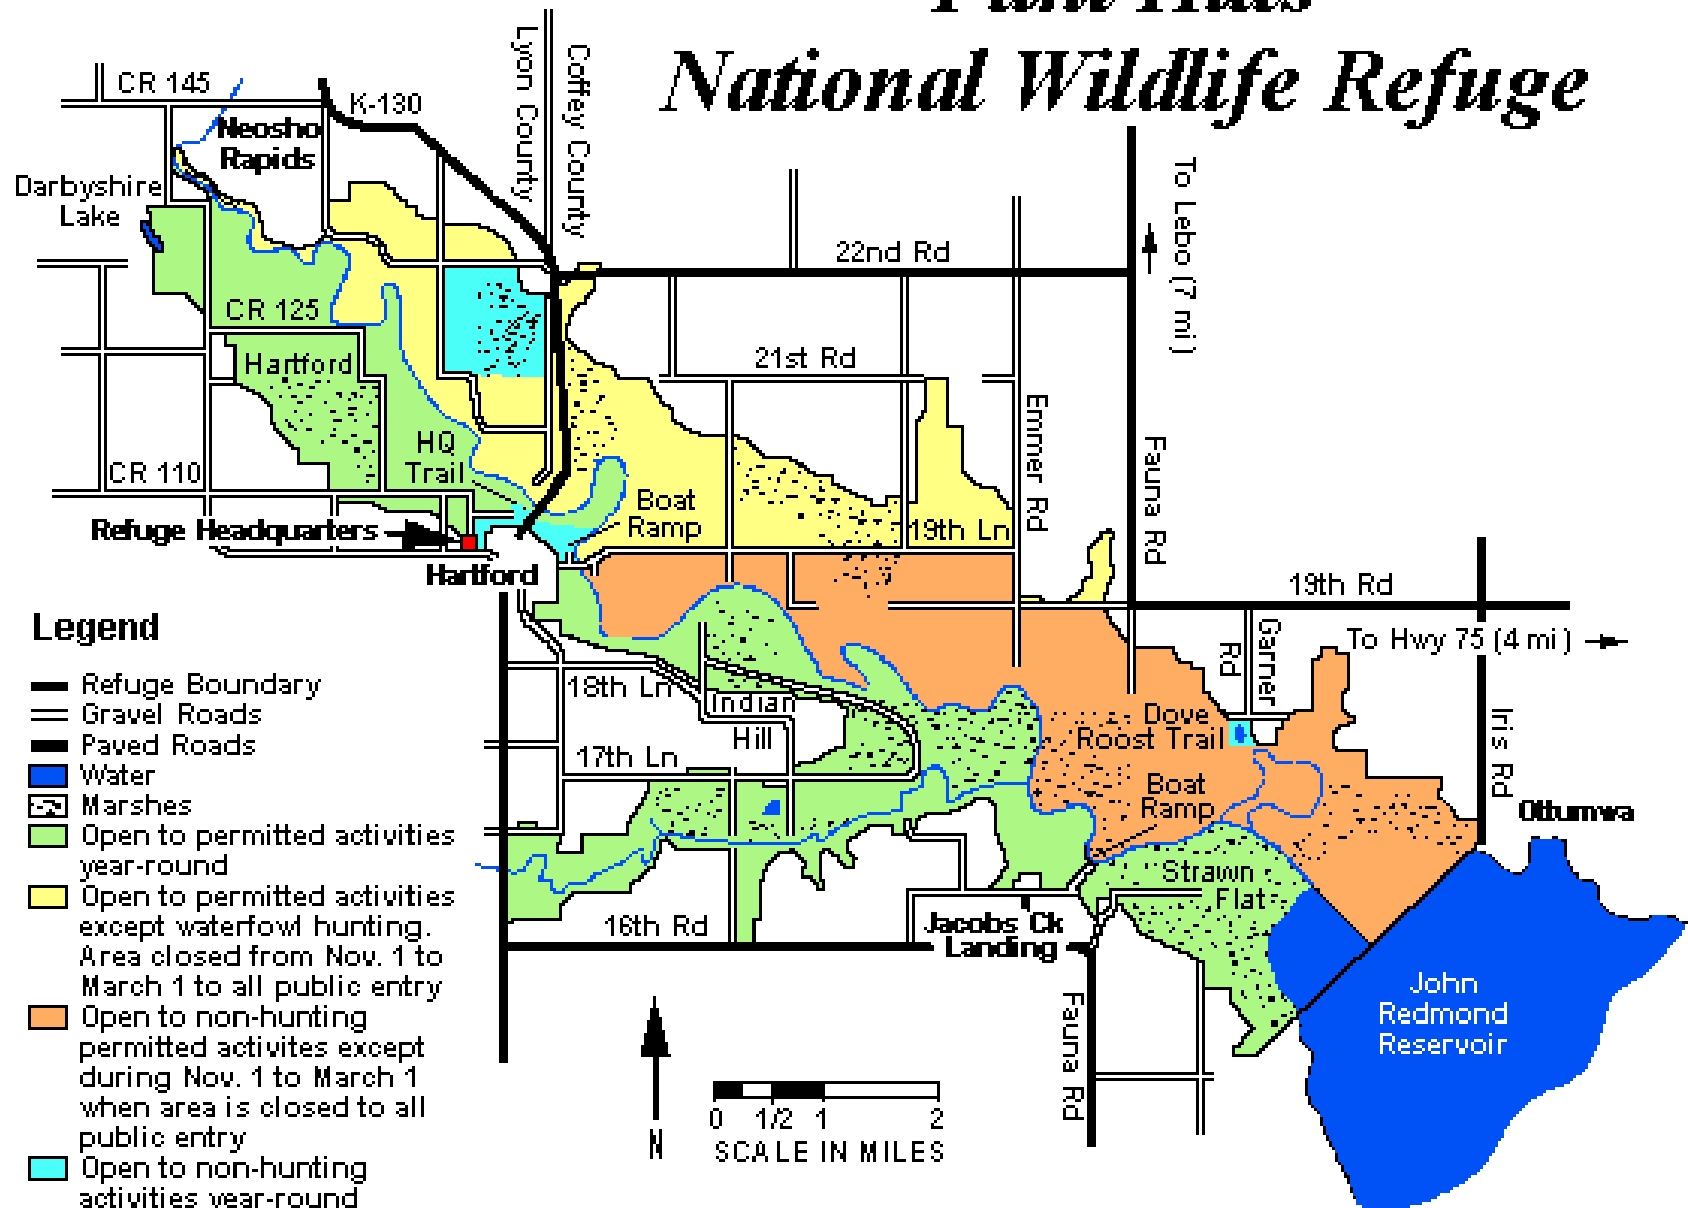 National Wildlife Refuge
CR 145
K-130
Lyon County
Coffey County
Neosho
Rapids
Darbyshire
Lake
To Lebo (7 mi)
22nd Rd
CR 125
Hartford
21st Rd
Emmer Rd
Fauna Rd
HQ
Trail
CR 110
Boat
Ramp
19th Ln
Refuge Headquarters
Hartford
19th Rd
To Hwy 75 (4 mi)
Garner
Rd
18th Ln
Indian
Hill
17th Ln
Dove
Roost Trail
Iris Rd
Boat
Ramp
Ottumwa
Strawn
Flat
16th Rd
Jacobs Ck
Landing
John
Redmond
Reservoir
Fauna Rd
N
0 1/2 1 2
SCALE IN MILES
Legend
Refuge Boundary
Gravel Roads
Paved Roads
Water
Marshes
Open to permitted activities
year-round
Open to permitted activities
except waterfowl hunting.
Area closed from Nov. 1 to
March 1 to all public entry
Open to non-hunting
permitted activites except
during Nov. 1 to March 1
when area is closed to all
public entry
Open to non-hunting
activities year-round